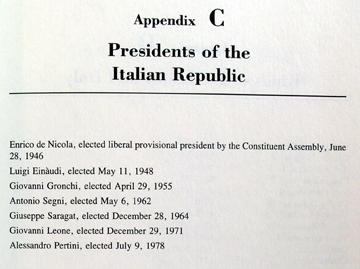 Appendix C
Presidents of the
Italian Republic
Enrico de Nicola, elected liberal provisional president by the Constituent Assembly, June
28, 1946
Luigi Einàudi, elected May 11, 1948
Giovanni Gronchi, elected April 29, 1955
Antonio Segni, elected May 6, 1962
Giuseppe Saragat, elected December 28, 1964
Giovanni Leone, elected December 29, 1971
Alessandro Pertini, elected July 9, 1978